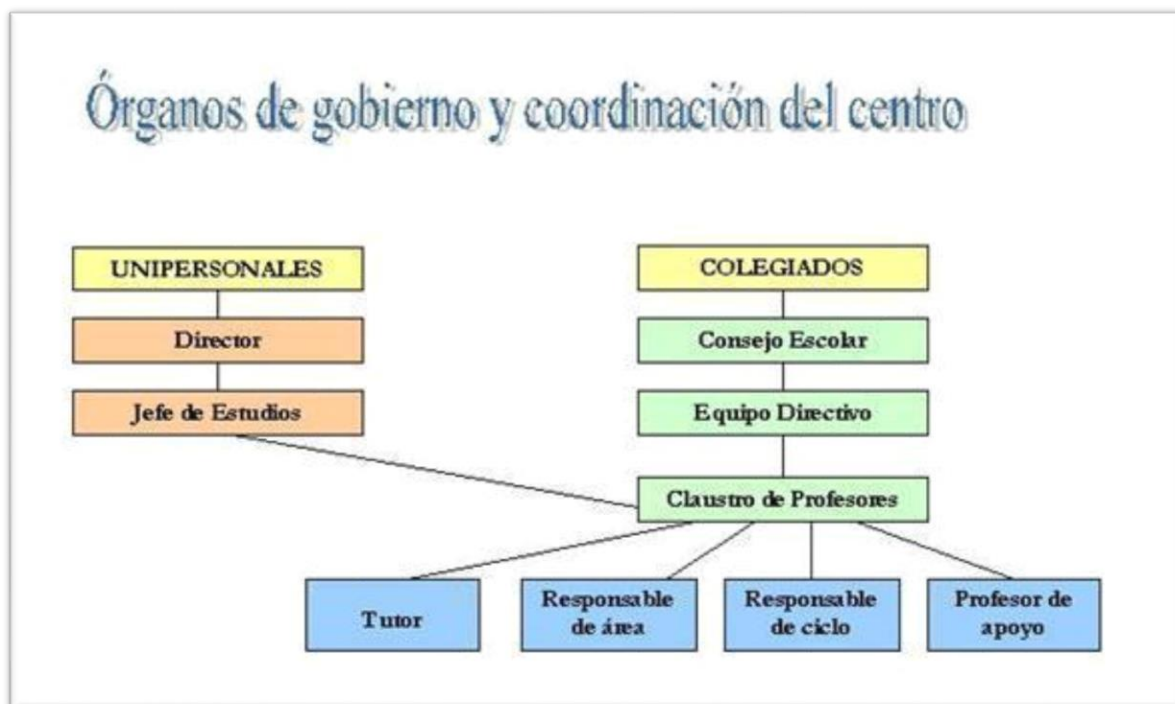 Órganos de gobierno y coordinación del centro
UNIPERSONALES
COLEGIADOS
Director
Consejo Escolar
Jefe de Estudios
Equipo Directivo
Claustro de Profesores
Tutor
Responsable
de área
Responsable
de ciclo
Profesor de
apoyo